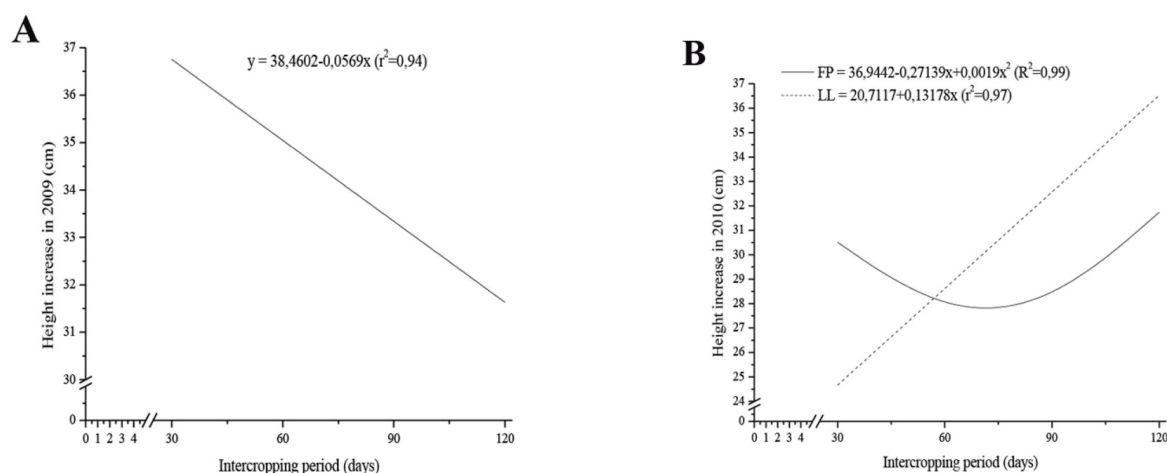 A
y = 38,4602-0,0569x (r²=0,94)
Height increase in 2009 (cm)
37
36
35
34
33
32
31
30
0
0 1 2 3 4 30 60 90 120
Intercropping period (days)
B
FP = 36,9442-0,27139x+0,0019x² (R²=0,99)
LL = 20,7117+0,13178x (r²=0,97)
Height increase in 2010 (cm)
37
36
35
34
33
32
31
30
29
28
27
26
25
24
0
0 1 2 3 4 30 60 90 120
Intercropping period (days)